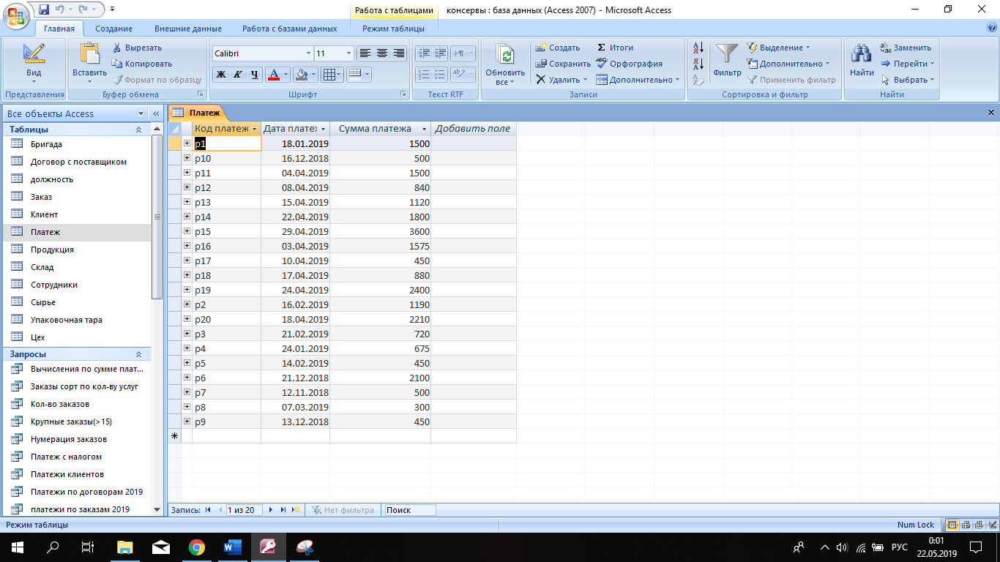 Работа с таблицами консервы : база данных (Access 2007) - Microsoft Access
Главная Создание Внешние данные Работа с базами данных Режим таблицы
Вид
Представления
Вставить
Вырезать
Копировать
Формат по образцу
Буфер обмена
Calibri 11
Ж К Ч А
Шрифт
Текст RTF
Обновить все
Создать
Сохранить
Удалить
Итоги
Орфография
Дополнительно
Записи
Фильтр
Выделение
Дополнительно
Применить фильтр
Сортировка и фильтр
Найти
Заменить
Перейти
Выбрать
Найти
Все объекты Access
Таблицы
Бригада
Договор с поставщиком
должность
Заказ
Клиент
Платеж
Продукция
Склад
Сотрудники
Сырье
Упаковочная тара
Цех
Запросы
Вычисления по сумме плат...
Заказы сорт по кол-ву услуг
Кол-во заказов
Крупные заказы(>15)
Нумерация заказов
Платеж с налогом
Платежи клиентов
Платежи по договорам 2019
платежи по заказам 2019
Платеж
Код платеж Дата платеж Сумма платежа Добавить поле
p1 18.01.2019 1500
p10 16.12.2018 500
p11 04.04.2019 1500
p12 08.04.2019 840
p13 15.04.2019 1120
p14 22.04.2019 1800
p15 29.04.2019 3600
p16 03.04.2019 1575
p17 10.04.2019 450
p18 17.04.2019 880
p19 24.04.2019 2400
p2 16.02.2019 1190
p20 18.04.2019 2210
p3 21.02.2019 720
p4 24.01.2019 675
p5 14.02.2019 450
p6 21.12.2018 2100
p7 12.11.2018 500
p8 07.03.2019 300
p9 13.12.2018 450
Запись: 1 из 20 Нет фильтра Поиск
Режим таблицы Num Lock
РУС 0:01
22.05.2019